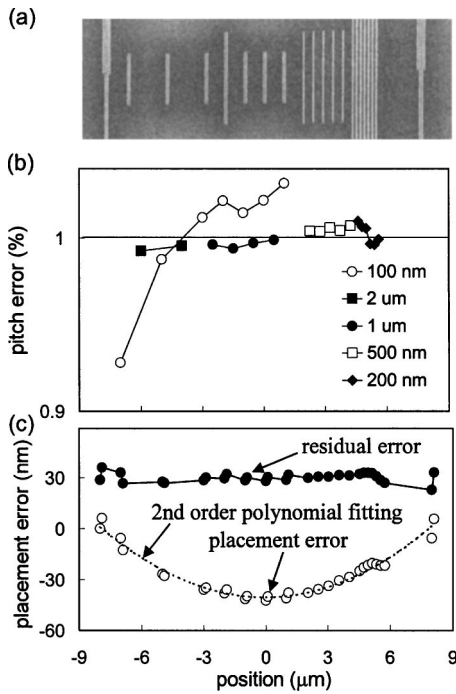 (a)
(b)
pitch error (%)
1
0.9
100 nm
2 um
1 um
500 nm
200 nm
(c)
placement error (nm)
30
0
-30
-60
residual error
2nd order polynomial fitting
placement error
-9 -6 -3 0 3 6 9
position (μm)